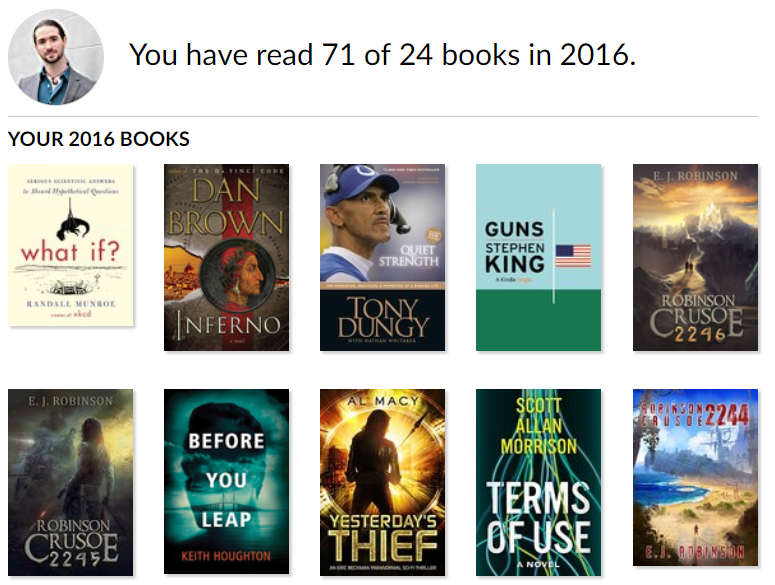 You have read 71 of 24 books in 2016.
YOUR 2016 BOOKS
SERIOUS SCIENTIFIC ANSWERS
to Absurd Hypothetical Questions
what if?
RANDALL MUNROE
creator of xkcd
THE DA VINCI CODE
DAN
BROWN
INFERNO
QUIET
STRENGTH
TONY
DUNGY
WITH NATHAN WHITAKER
GUNS
STEPHEN
KING
A Kindle Single
E. J. ROBINSON
ROBINSON
CRUSOE
2246
E. J. ROBINSON
ROBINSON
CRUSOE
2245
BEFORE
YOU
LEAP
KEITH HOUGHTON
AL MACY
YESTERDAY'S
THIEF
AN ERIC BECKMAN PARANORMAL SCI-FI THRILLER
SCOTT
ALLAN
MORRISON
TERMS
OF USE
A NOVEL
ROBINSON
CRUSOE 2244
E.J. ROBINSON